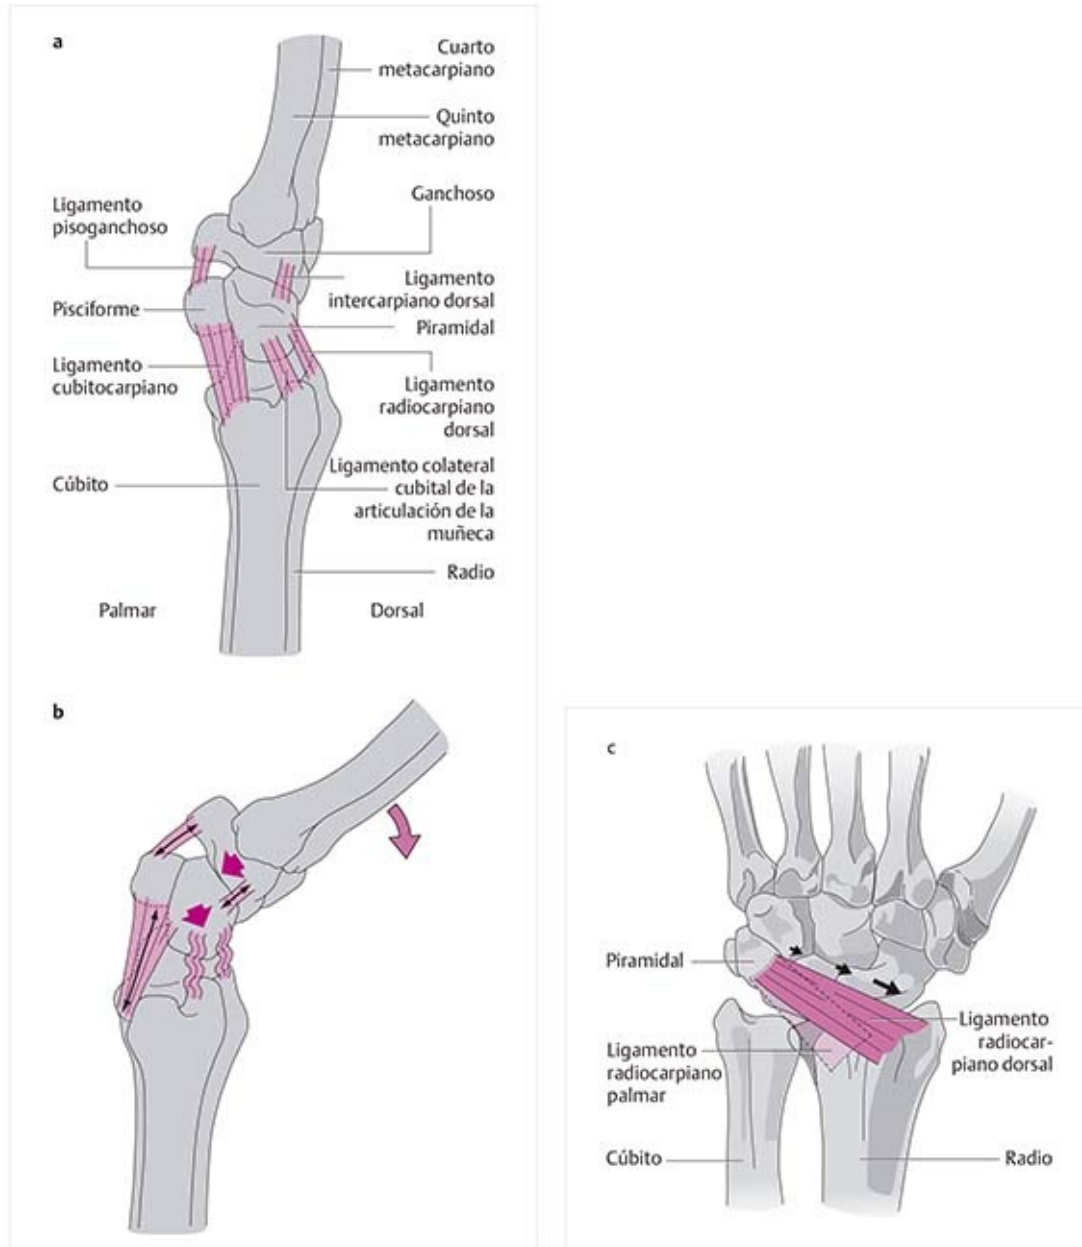 a
Cuarto
metacarpiano
Quinto
metacarpiano
Ganchoso
Ligamento
pisoganchoso
Ligamento
intercarpiano dorsal
Pisciforme
Piramidal
Ligamento
cubitocarpiano
Ligamento
radiocarpiano
dorsal
Ligamento colateral
cubital de la
articulación de la
muñeca
Cúbito
Radio
Palmar
Dorsal
b
c
Piramidal
Ligamento
radiocar-
piano dorsal
Ligamento
radiocarpiano
palmar
Cúbito
Radio